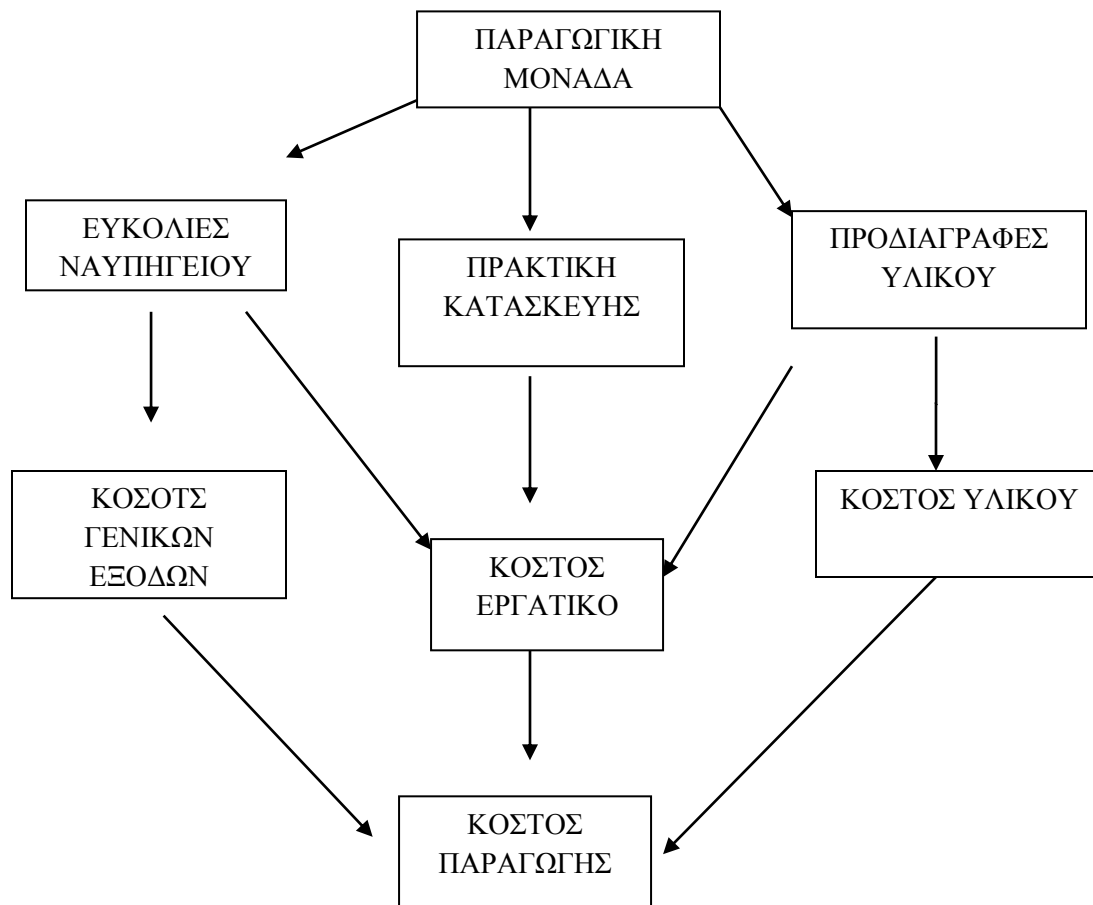 ΠΑΡΑΓΩΓΙΚΗ
ΜΟΝΑΔΑ
ΕΥΚΟΛΙΕΣ
ΝΑΥΠΗΓΕΙΟΥ
ΠΡΑΚΤΙΚΗ
ΚΑΤΑΣΚΕΥΗΣ
ΠΡΟΔΙΑΓΡΑΦΕΣ
ΥΛΙΚΟΥ
ΚΟΣΟΤΣ
ΓΕΝΙΚΩΝ
ΕΞΟΔΩΝ
ΚΟΣΤΟΣ
ΕΡΓΑΤΙΚΟ
ΚΟΣΤΟΣ ΥΛΙΚΟΥ
ΚΟΣΤΟΣ
ΠΑΡΑΓΩΓΗΣ